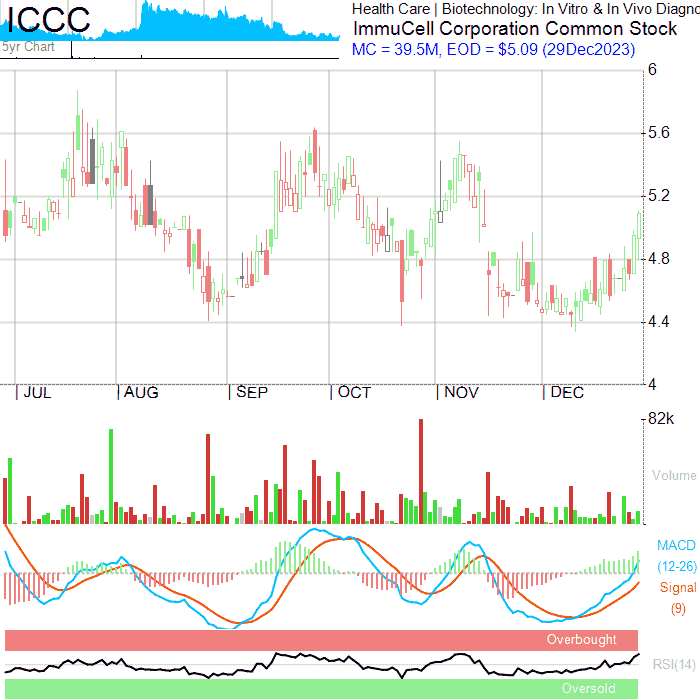 ICCC
5yr Chart
Health Care | Biotechnology: In Vitro & In Vivo Diagno
ImmuCell Corporation Common Stock
MC = 39.5M, EOD = $5.09 (29Dec2023)
6
5.6
5.2
4.8
4.4
4
JUL AUG SEP OCT NOV DEC
82k
Volume
MACD
(12-26)
Signal
(9)
Overbought
RSI(14)
Oversold